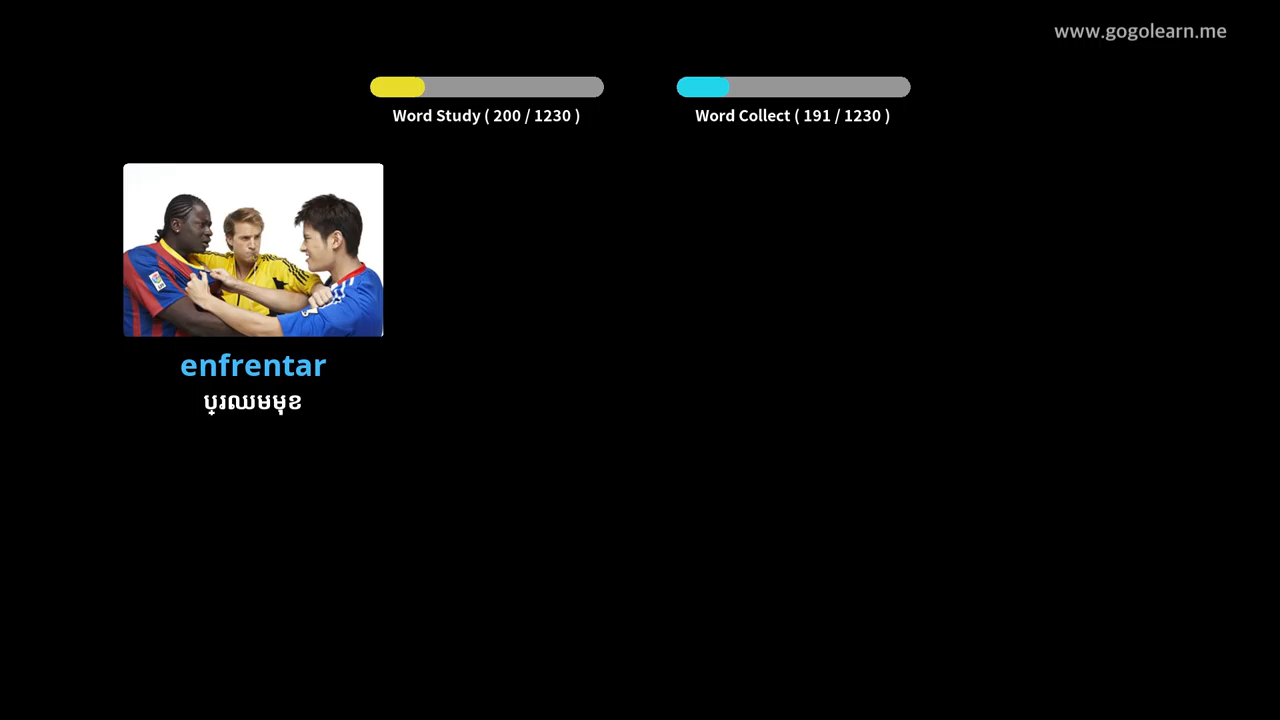 www.gogolearn.me
Word Study ( 200 / 1230 )
Word Collect ( 191 / 1230 )
enfrentar
ប្រឈមមុខ